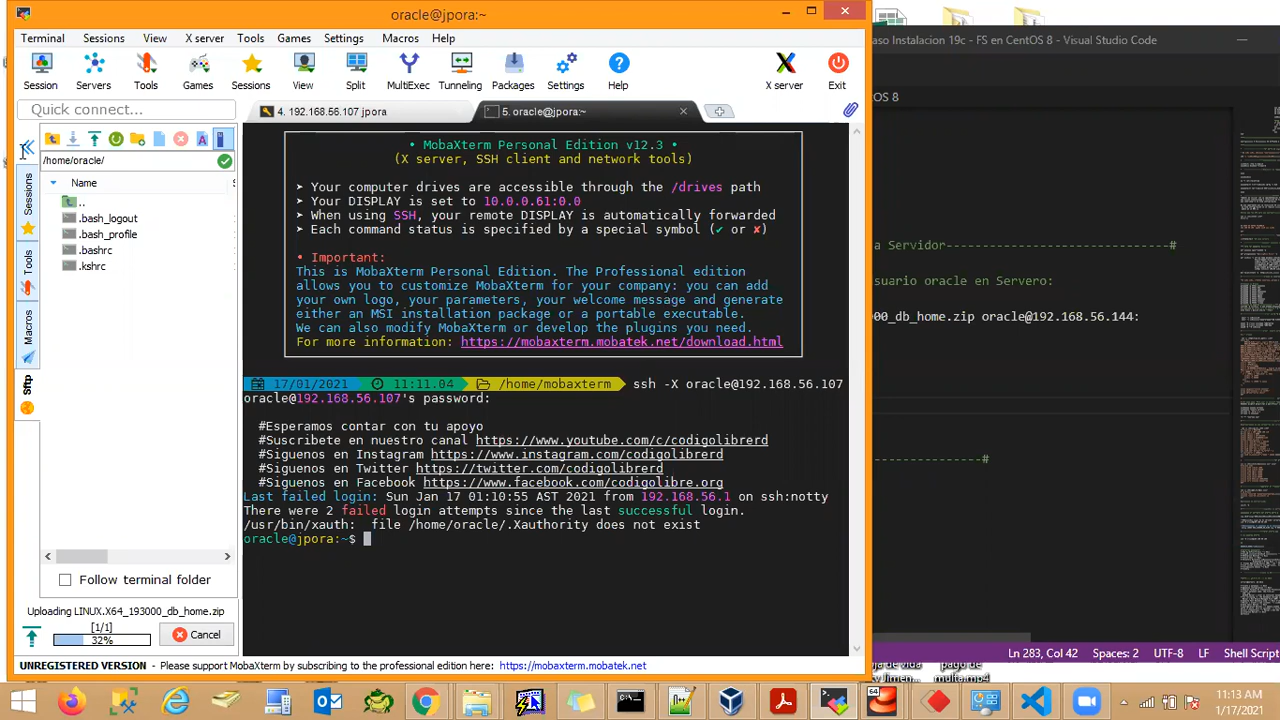 oracle@jpora:~
aso Instalacion 19c - FS en CentOS 8 - Visual Studio Code
Terminal Sessions View X server Tools Games Settings Macros Help
Session Servers Tools Games Sessions View Split MultiExec Tunneling Packages Settings Help X server Exit
Quick connect...
4. 192.168.56.107 jpora
5. oracle@jpora:~
OS 8
/home/oracle/
Name
..
.bash_logout
.bash_profile
.bashrc
.kshrc
Sessions
Tools
Macros
Sftp
• MobaXterm Personal Edition v12.3 •
(X server, SSH client and network tools)
➤ Your computer drives are accessible through the /drives path
➤ Your DISPLAY is set to 10.0.0.61:0.0
➤ When using SSH, your remote DISPLAY is automatically forwarded
➤ Each command status is specified by a special symbol (✔ or ✘)
• Important:
This is MobaXterm Personal Edition. The Professional edition
allows you to customize MobaXterm for your company: you can add
your own logo, your parameters, your welcome message and generate
either an MSI installation package or a portable executable.
We can also modify MobaXterm or develop the plugins you need.
For more information: https://mobaxterm.mobatek.net/download.html
17/01/2021 11:11.04 /home/mobaxterm ssh -X oracle@192.168.56.107
oracle@192.168.56.107's password:
#Esperamos contar con tu apoyo
#Suscribete en nuestro canal https://www.youtube.com/c/codigolibrerd
#Siguenos en Instagram https://www.instagram.com/codigolibrerd
#Siguenos en Twitter https://twitter.com/codigolibrerd
#Siguenos en Facebook https://www.facebook.com/codigolibre.org
Last failed login: Sun Jan 17 01:10:55 AST 2021 from 192.168.56.1 on ssh:notty
There were 2 failed login attempts since the last successful login.
/usr/bin/xauth:  file /home/oracle/.Xauthority does not exist
oracle@jpora:~$
a Servidor--------------------------------#
suario oracle en Servero:
00_db_home.zip oracle@192.168.56.144:
---------------#
Follow terminal folder
Uploading LINUX.X64_193000_db_home.zip
[1/1]
32%
Cancel
UNREGISTERED VERSION - Please support MobaXterm by subscribing to the professional edition here: https://mobaxterm.mobatek.net
Ln 283, Col 42 Spaces: 2 UTF-8 LF Shell Script
pago de
multa.mp4
64
11:13 AM
1/17/2021